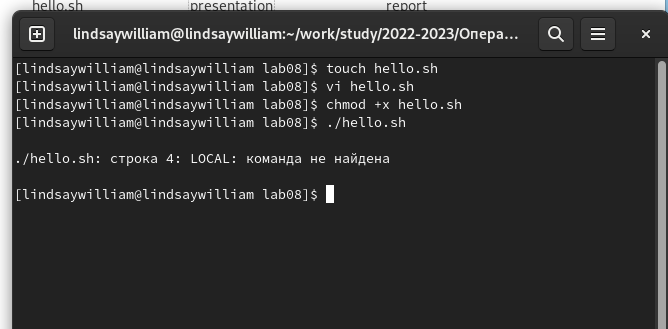 hello.sh presentation report
lindsaywilliam@lindsaywilliam:~/work/study/2022-2023/Опера...
[lindsaywilliam@lindsaywilliam lab08]$ touch hello.sh
[lindsaywilliam@lindsaywilliam lab08]$ vi hello.sh
[lindsaywilliam@lindsaywilliam lab08]$ chmod +x hello.sh
[lindsaywilliam@lindsaywilliam lab08]$ ./hello.sh
./hello.sh: строка 4: LOCAL: команда не найдена
[lindsaywilliam@lindsaywilliam lab08]$